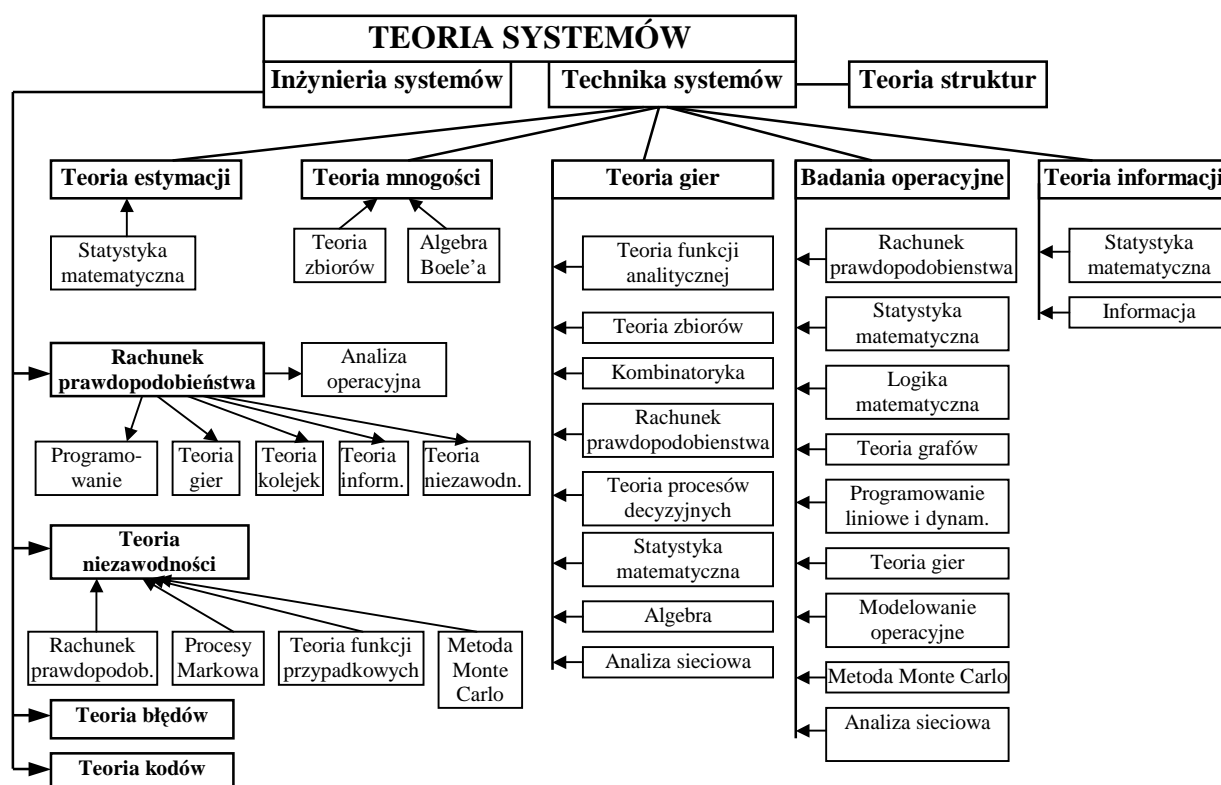 TEORIA SYSTEMÓW
Inżynieria systemów
Technika systemów
Teoria struktur
Teoria estymacji
Teoria mnogości
Teoria gier
Badania operacyjne
Teoria informacji
Statystyka
matematyczna
Teoria
zbiorów
Algebra
Boele’a
Teoria funkcji
analitycznej
Teoria zbiorów
Kombinatoryka
Rachunek
prawdopodobienstwa
Teoria procesów
decyzyjnych
Statystyka
matematyczna
Algebra
Analiza sieciowa
Rachunek
prawdopodobienstwa
Statystyka
matematyczna
Logika
matematyczna
Teoria grafów
Programowanie
liniowe i dynam.
Teoria gier
Modelowanie
operacyjne
Metoda Monte Carlo
Analiza sieciowa
Statystyka
matematyczna
Informacja
Rachunek
prawdopodobieństwa
Analiza
operacyjna
Programo-
wanie
Teoria
gier
Teoria
kolejek
Teoria
inform.
Teoria
niezawodn.
Teoria
niezawodności
Rachunek
prawdopodob.
Procesy
Markowa
Teoria funkcji
przypadkowych
Metoda
Monte
Carlo
Teoria błędów
Teoria kodów